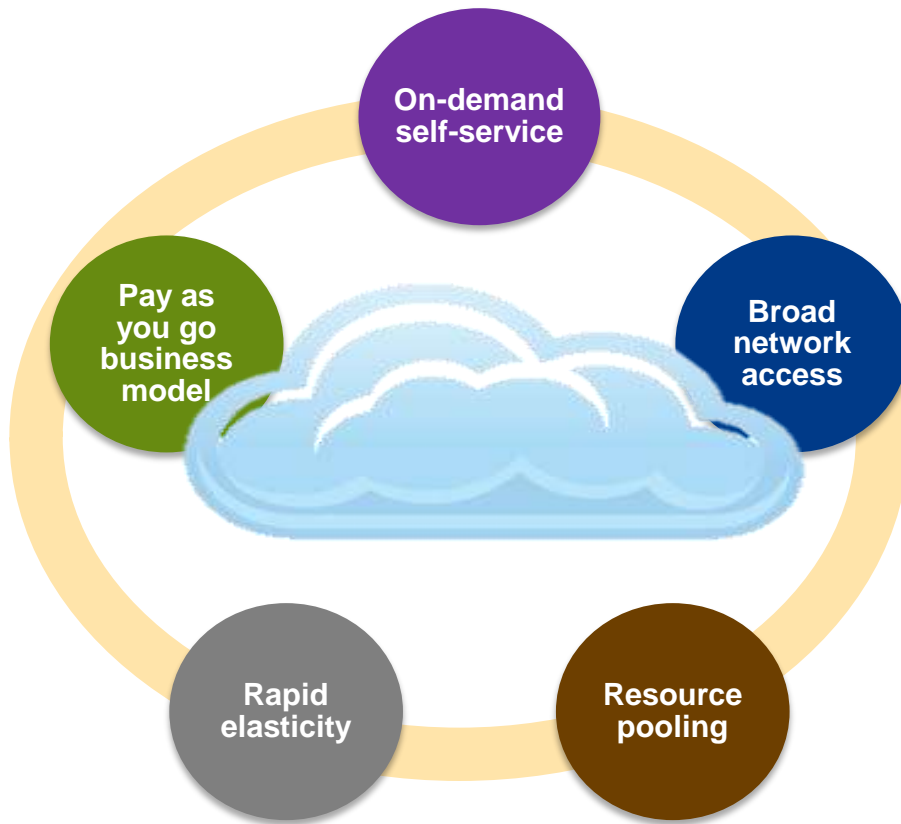 On-demand
self-service
Pay as
you go
business
model
Broad
network
access
Rapid
elasticity
Resource
pooling